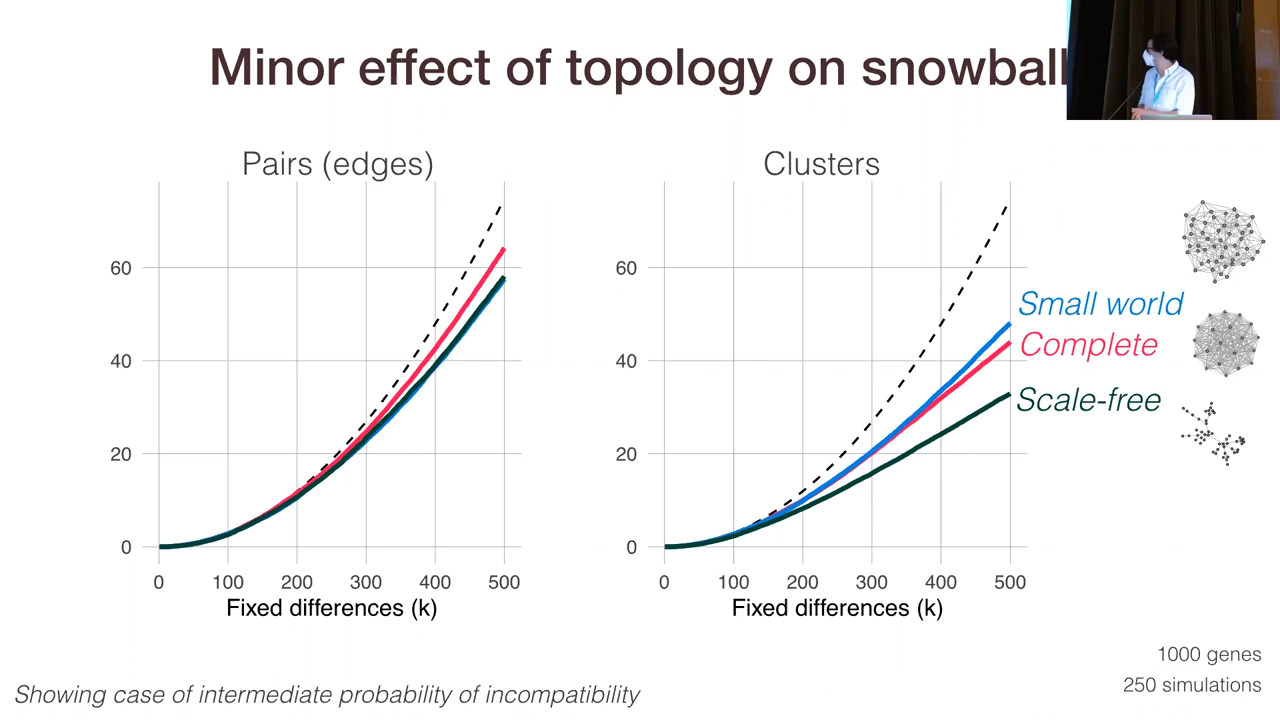 Minor effect of topology on snowball
Pairs (edges)
60
40
20
0
0 100 200 300 400 500
Fixed differences (k)
Clusters
60
40
20
0
0 100 200 300 400 500
Fixed differences (k)
Small world
Complete
Scale-free
1000 genes
250 simulations
Showing case of intermediate probability of incompatibility